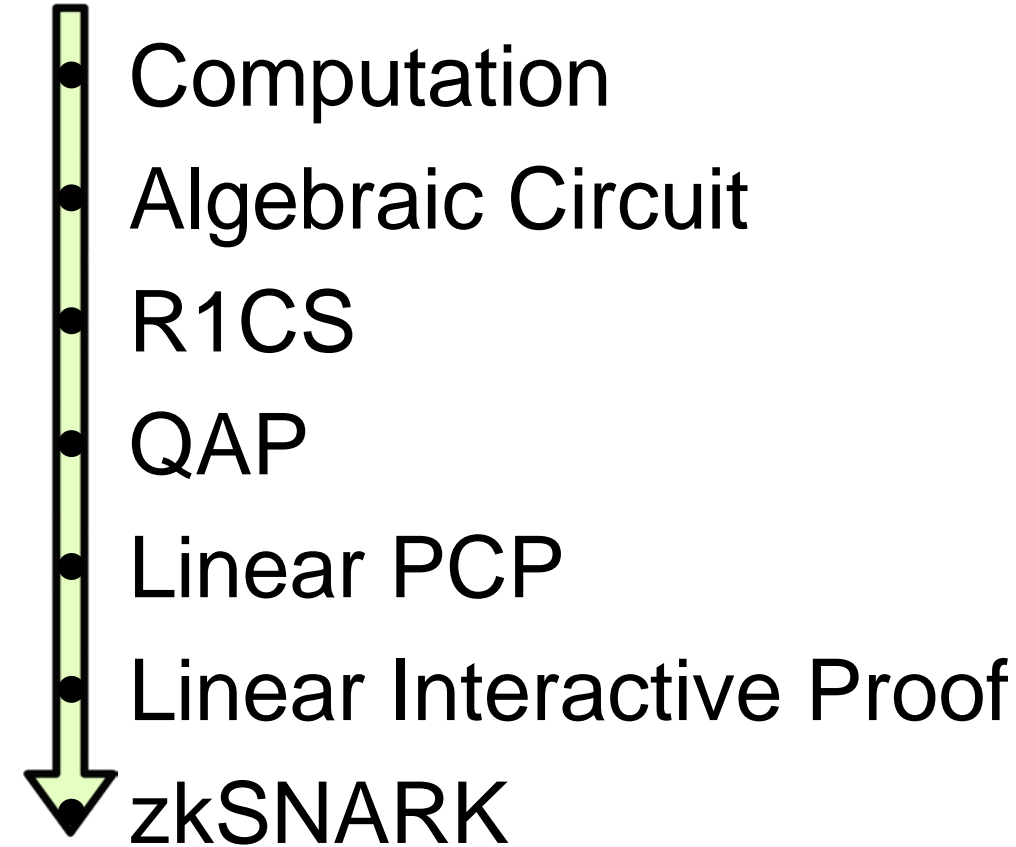 Computation
Algebraic Circuit
R1CS
QAP
Linear PCP
Linear Interactive Proof
zkSNARK